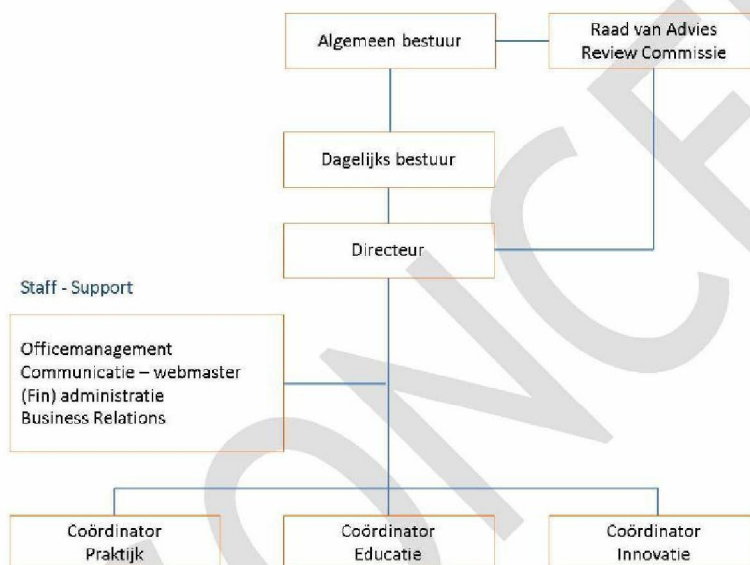 Algemeen bestuur
Raad van Advies
Review Commissie
Dagelijks bestuur
Directeur
Staff - Support
Officemanagement
Communicatie – webmaster
(Fin) administratie
Business Relations
Coördinator
Praktijk
Coördinator
Educatie
Coördinator
Innovatie